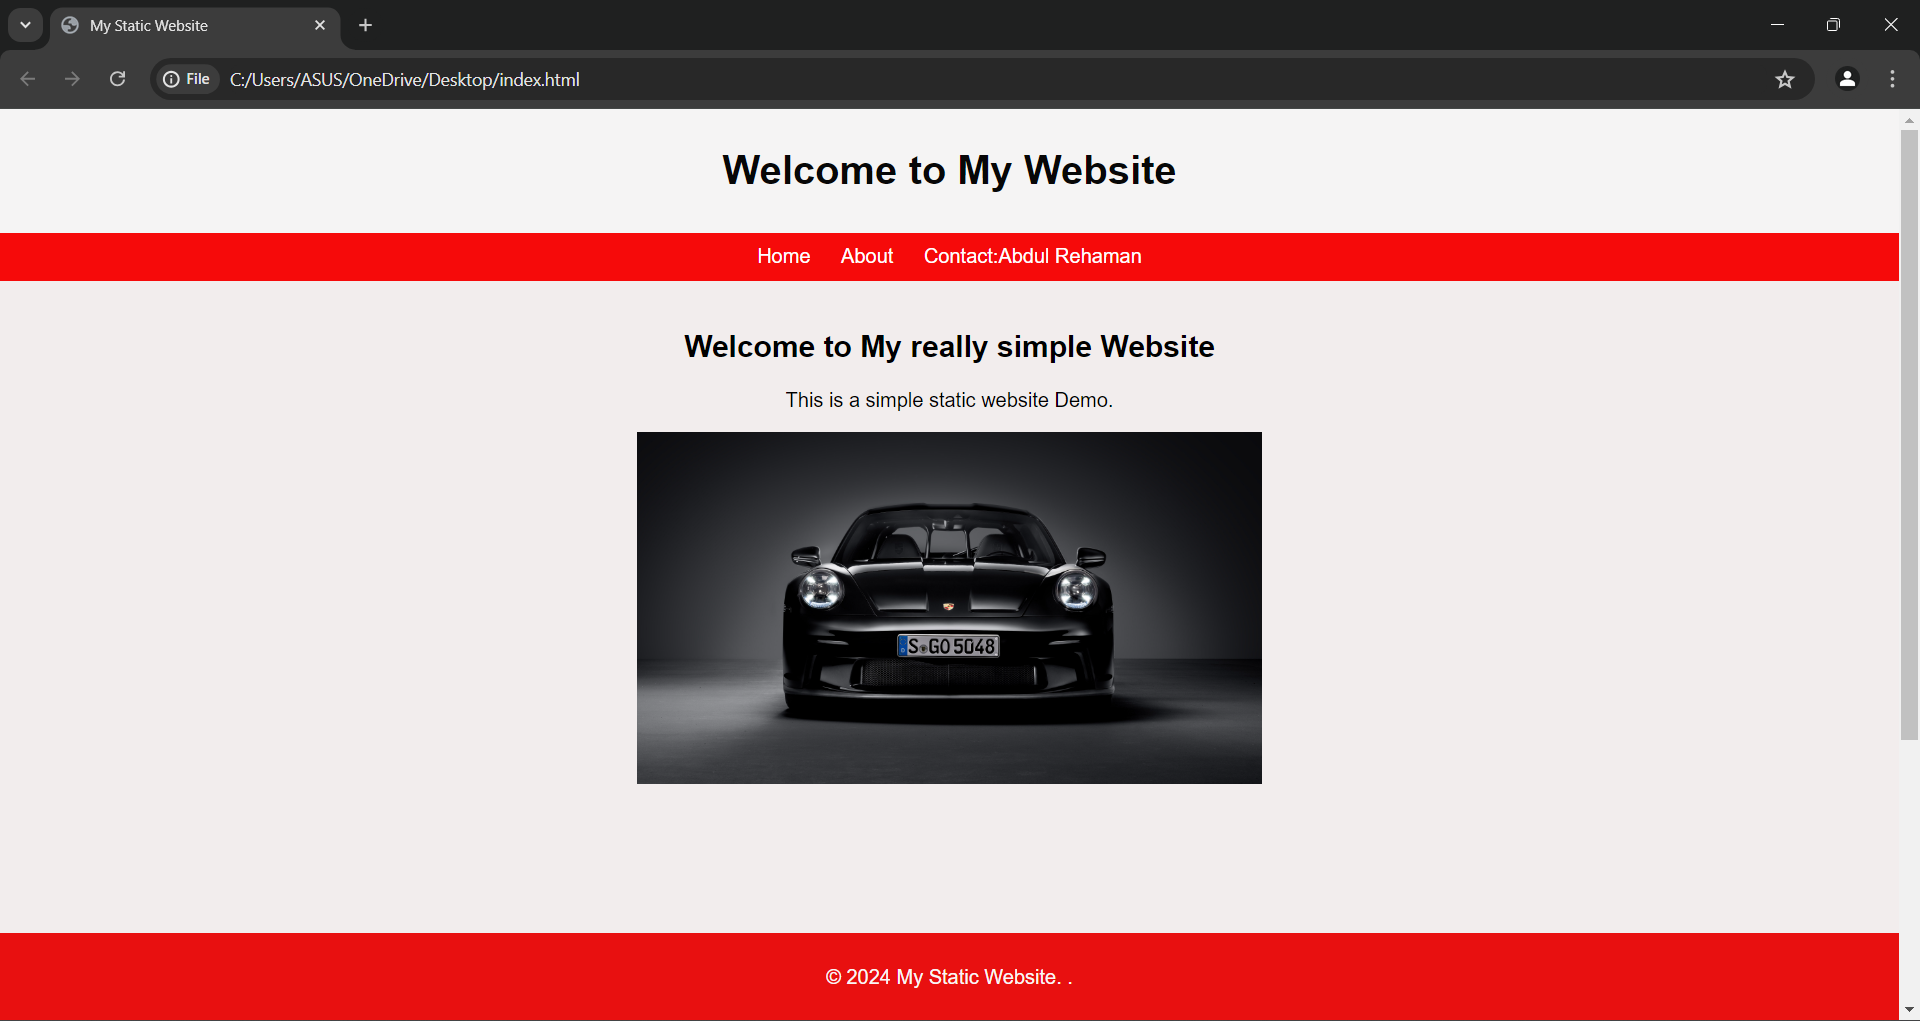 My Static Website
File C:/Users/ASUS/OneDrive/Desktop/index.html
Welcome to My Website
Home About Contact:Abdul Rehaman
Welcome to My really simple Website
This is a simple static website Demo.
S GO 5048
© 2024 My Static Website. .